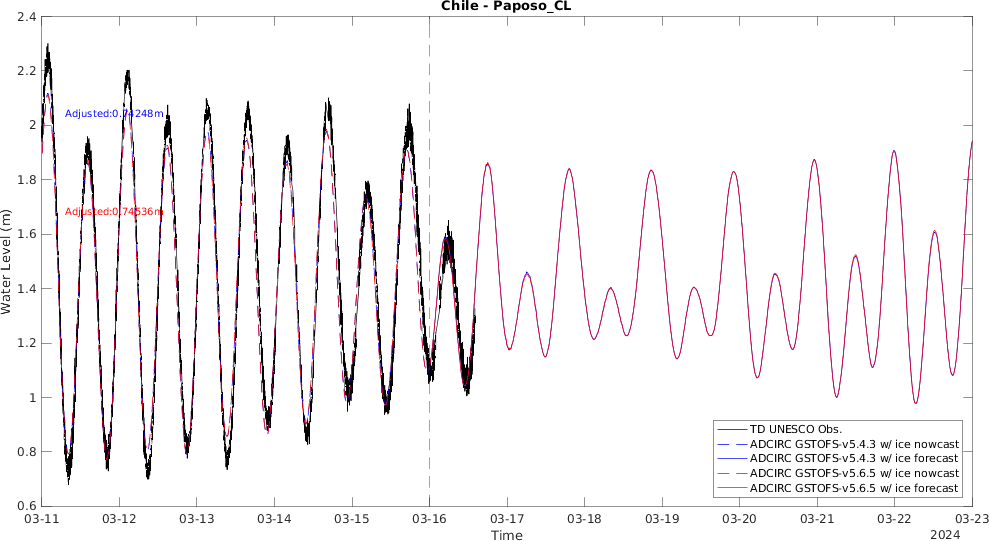 Chile - Paposo_CL
2.4
2.2
2
1.8
1.6
1.4
1.2
1
0.8
0.6
Water Level (m)
Adjusted:0.74248m
Adjusted:0.74536m
TD UNESCO Obs.
ADCIRC GSTOFS-v5.4.3 w/ ice nowcast
ADCIRC GSTOFS-v5.4.3 w/ ice forecast
ADCIRC GSTOFS-v5.6.5 w/ ice nowcast
ADCIRC GSTOFS-v5.6.5 w/ ice forecast
03-11 03-12 03-13 03-14 03-15 03-16 03-17 03-18 03-19 03-20 03-21 03-22 03-23
Time
2024